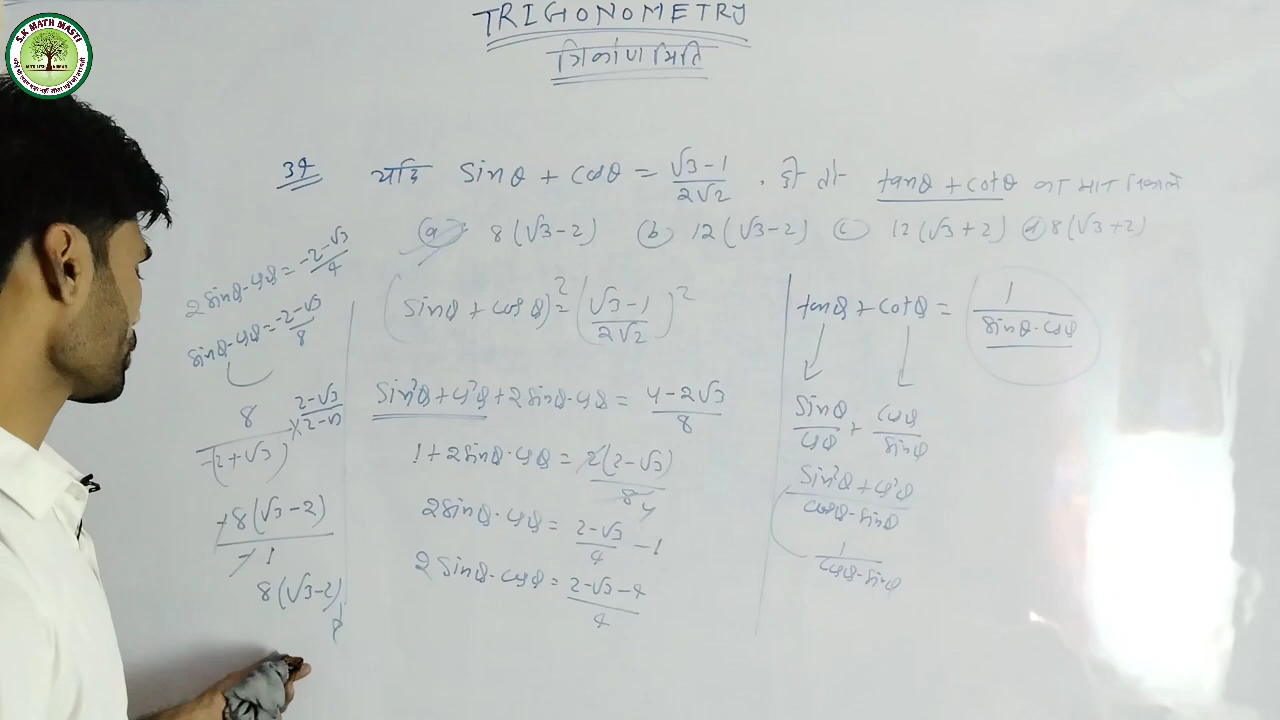 S.K MATH MASTI
TRIGONOMETRY
त्रिकोणमिति
34 यदि sinθ + cosθ = √3-1/2√2 . हो तो tanθ + cotθ का मान निकाले
(a) 8(√3-2) (b) 12(√3-2) (c) 12(√3+2) (d) 8(√3+2)
2sinθ·cosθ = -2-√3/4
sinθ·cosθ = -2-√3/8
8/-(2+√3) × 2-√3/2-√3
-8(√3-2)/-1
8(√3-2)
(sinθ + cosθ)² = (√3-1/2√2)²
sin²θ + cos²θ + 2sinθ·cosθ = 4-2√3/8
1 + 2sinθ·cosθ = 2(2-√3)/8 4
2sinθ·cosθ = 2-√3/4 - 1
2sinθ·cosθ = 2-√3-4/4
tanθ + cotθ = 1/sinθ·cosθ
sinθ/cosθ + cosθ/sinθ
sin²θ + cos²θ/cosθ·sinθ
1/cosθ·sinθ